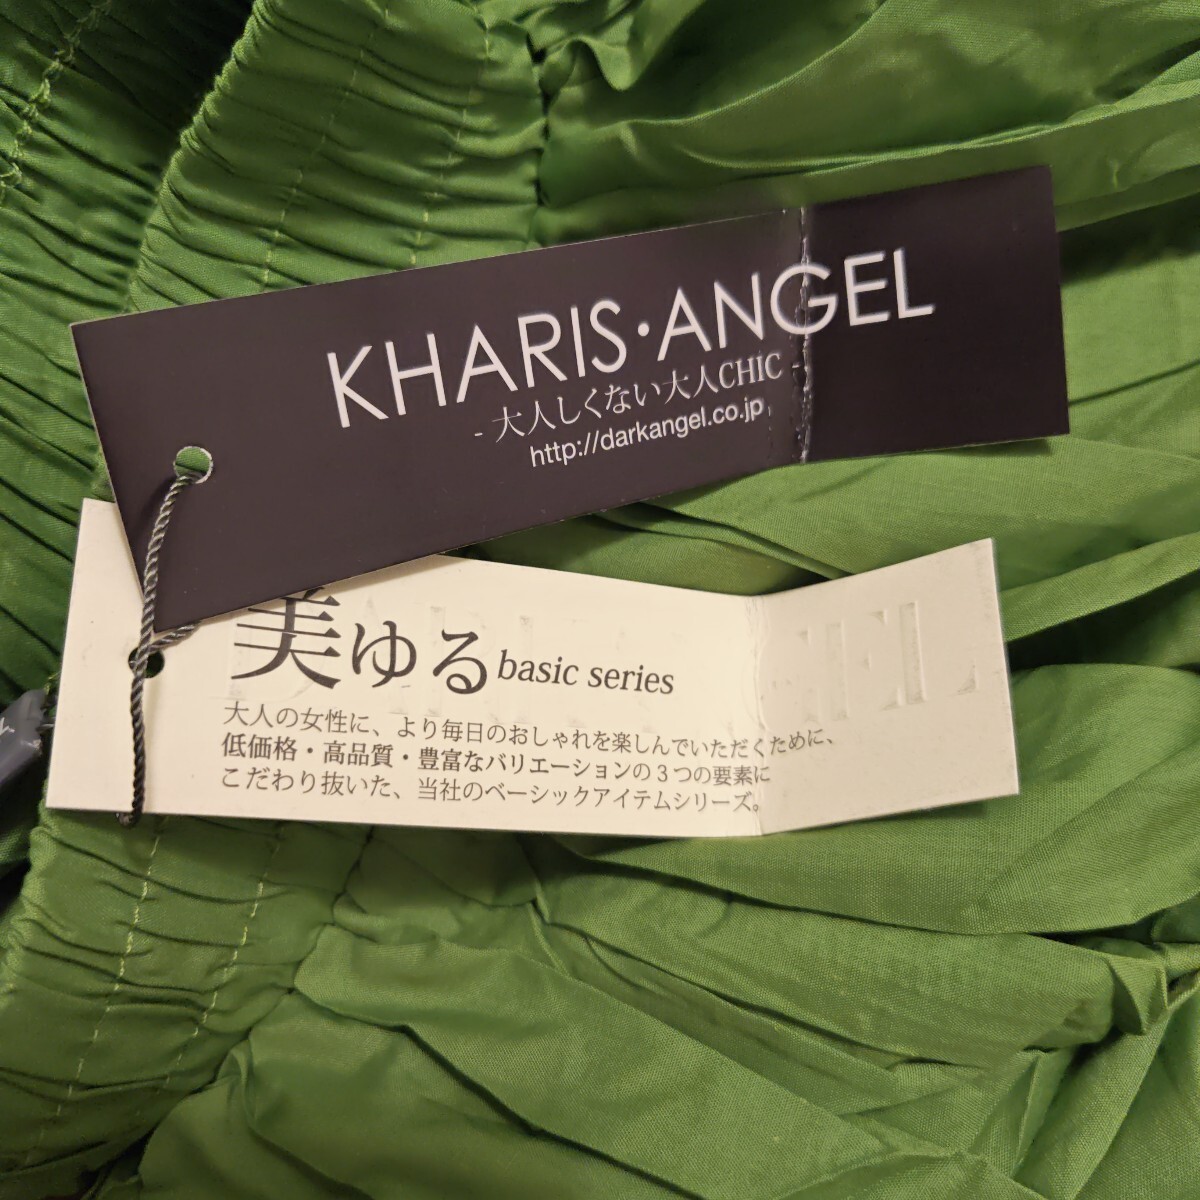 KHARIS・ANGEL
- 大人しくない大人CHIC -
http://darkangel.co.jp
美ゆる basic series
大人の女性に、より毎日のおしゃれを楽しんでいただくために、
低価格・高品質・豊富なバリエーションの3つの要素に
こだわり抜いた、当社のベーシックアイテムシリーズ。